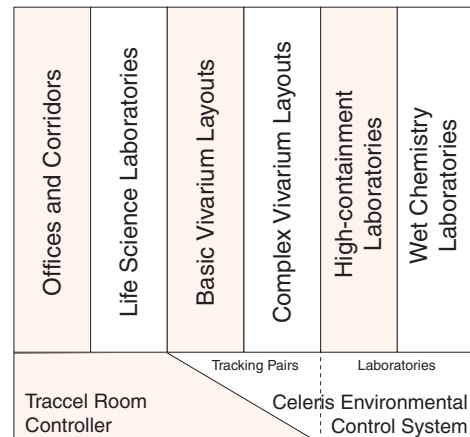 Offices and Corridors
Life Science Laboratories
Basic Vivarium Layouts
Complex Vivarium Layouts
High-containment
Laboratories
Wet Chemistry
Laboratories
Tracking Pairs
Laboratories
Traccel Room
Controller
Celeris Environmental
Control System